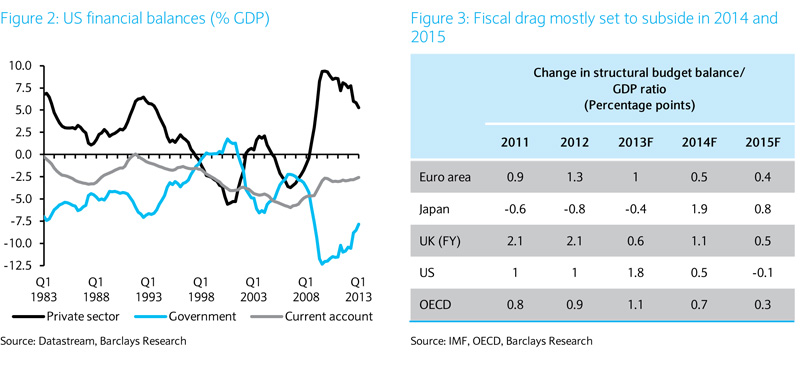 Figure 2: US financial balances (% GDP)
10.0
7.5
5.0
2.5
0.0
-2.5
-5.0
-7.5
-10.0
-12.5
Q1 Q1 Q1 Q1 Q1 Q1 Q1
1983 1988 1993 1998 2003 2008 2013
Private sector Government Current account
Source: Datastream, Barclays Research
Figure 3: Fiscal drag mostly set to subside in 2014 and
2015
Change in structural budget balance/
GDP ratio
(Percentage points)
2011 2012 2013F 2014F 2015F
Euro area 0.9 1.3 1 0.5 0.4
Japan -0.6 -0.8 -0.4 1.9 0.8
UK (FY) 2.1 2.1 0.6 1.1 0.5
US 1 1 1.8 0.5 -0.1
OECD 0.8 0.9 1.1 0.7 0.3
Source: IMF, OECD, Barclays Research